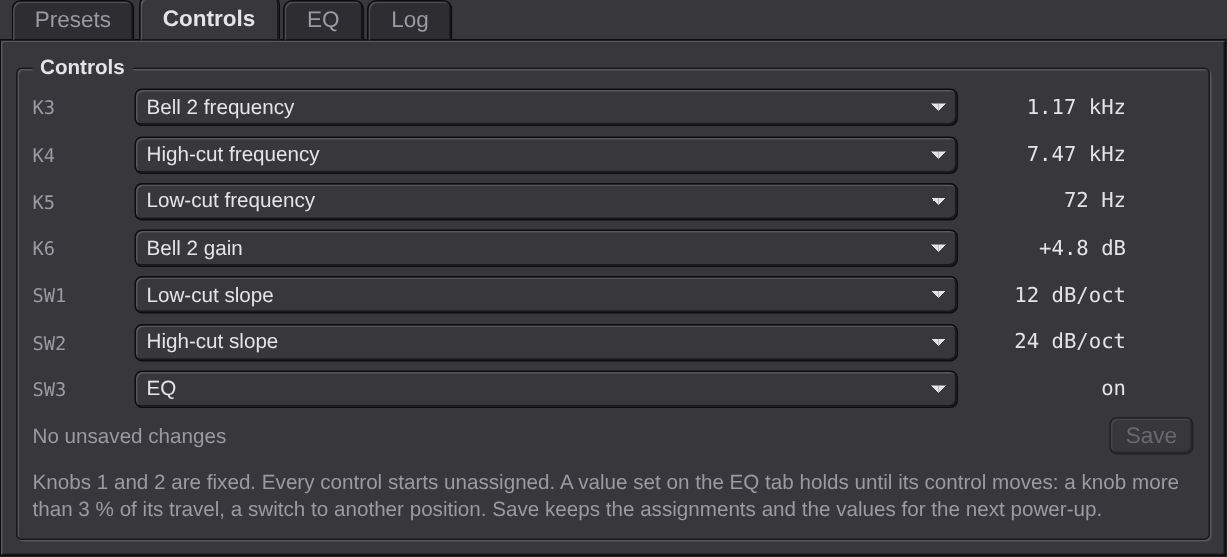 Presets Controls EQ Log
Controls
K3 Bell 2 frequency 1.17 kHz
K4 High-cut frequency 7.47 kHz
K5 Low-cut frequency 72 Hz
K6 Bell 2 gain +4.8 dB
SW1 Low-cut slope 12 dB/oct
SW2 High-cut slope 24 dB/oct
SW3 EQ on
No unsaved changes Save
Knobs 1 and 2 are fixed. Every control starts unassigned. A value set on the EQ tab holds until its control moves: a knob more
than 3 % of its travel, a switch to another position. Save keeps the assignments and the values for the next power-up.